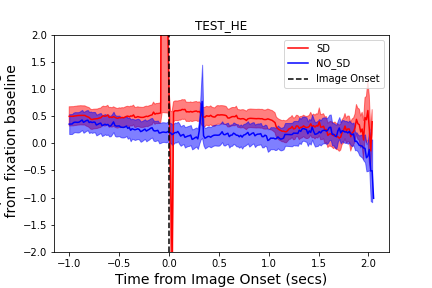 TEST_HE
SD
NO_SD
Image Onset
2.0
1.5
1.0
0.5
0.0
−0.5
−1.0
−1.5
−2.0
from fixation baseline
−1.0 −0.5 0.0 0.5 1.0 1.5 2.0
Time from Image Onset (secs)